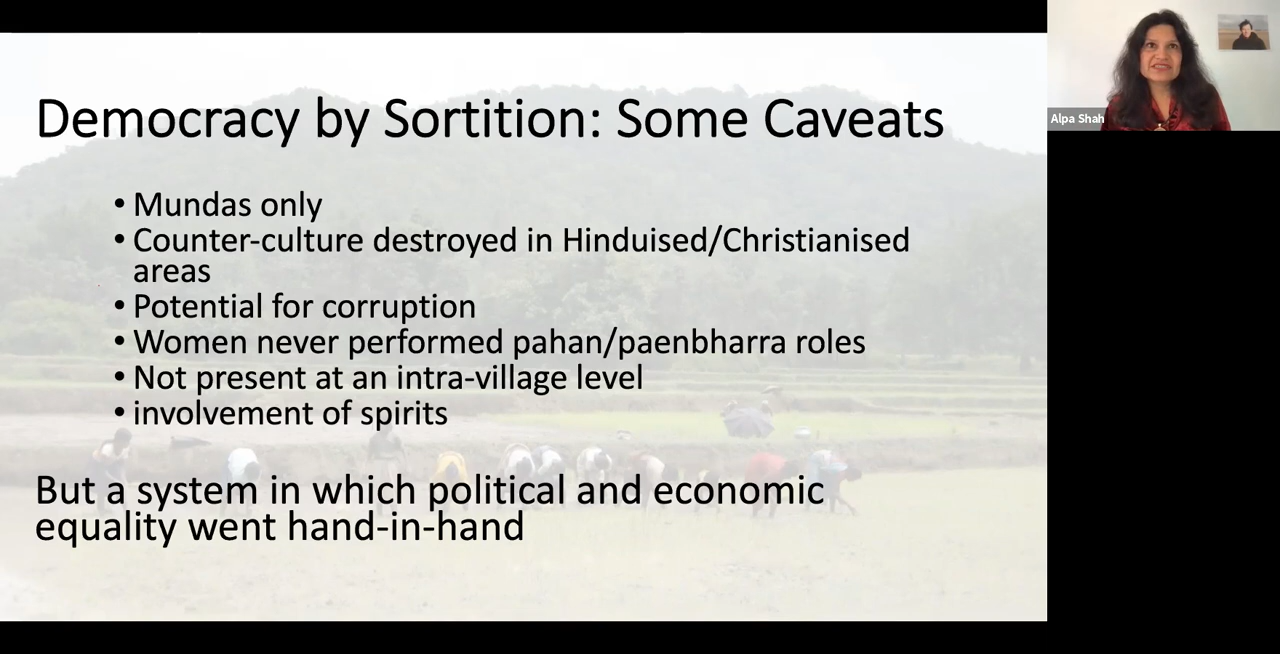 Democracy by Sortition: Some Caveats
• Mundas only
• Counter-culture destroyed in Hinduised/Christianised
areas
• Potential for corruption
• Women never performed pahan/paenbharra roles
• Not present at an intra-village level
• involvement of spirits
But a system in which political and economic
equality went hand-in-hand
Alpa Shah